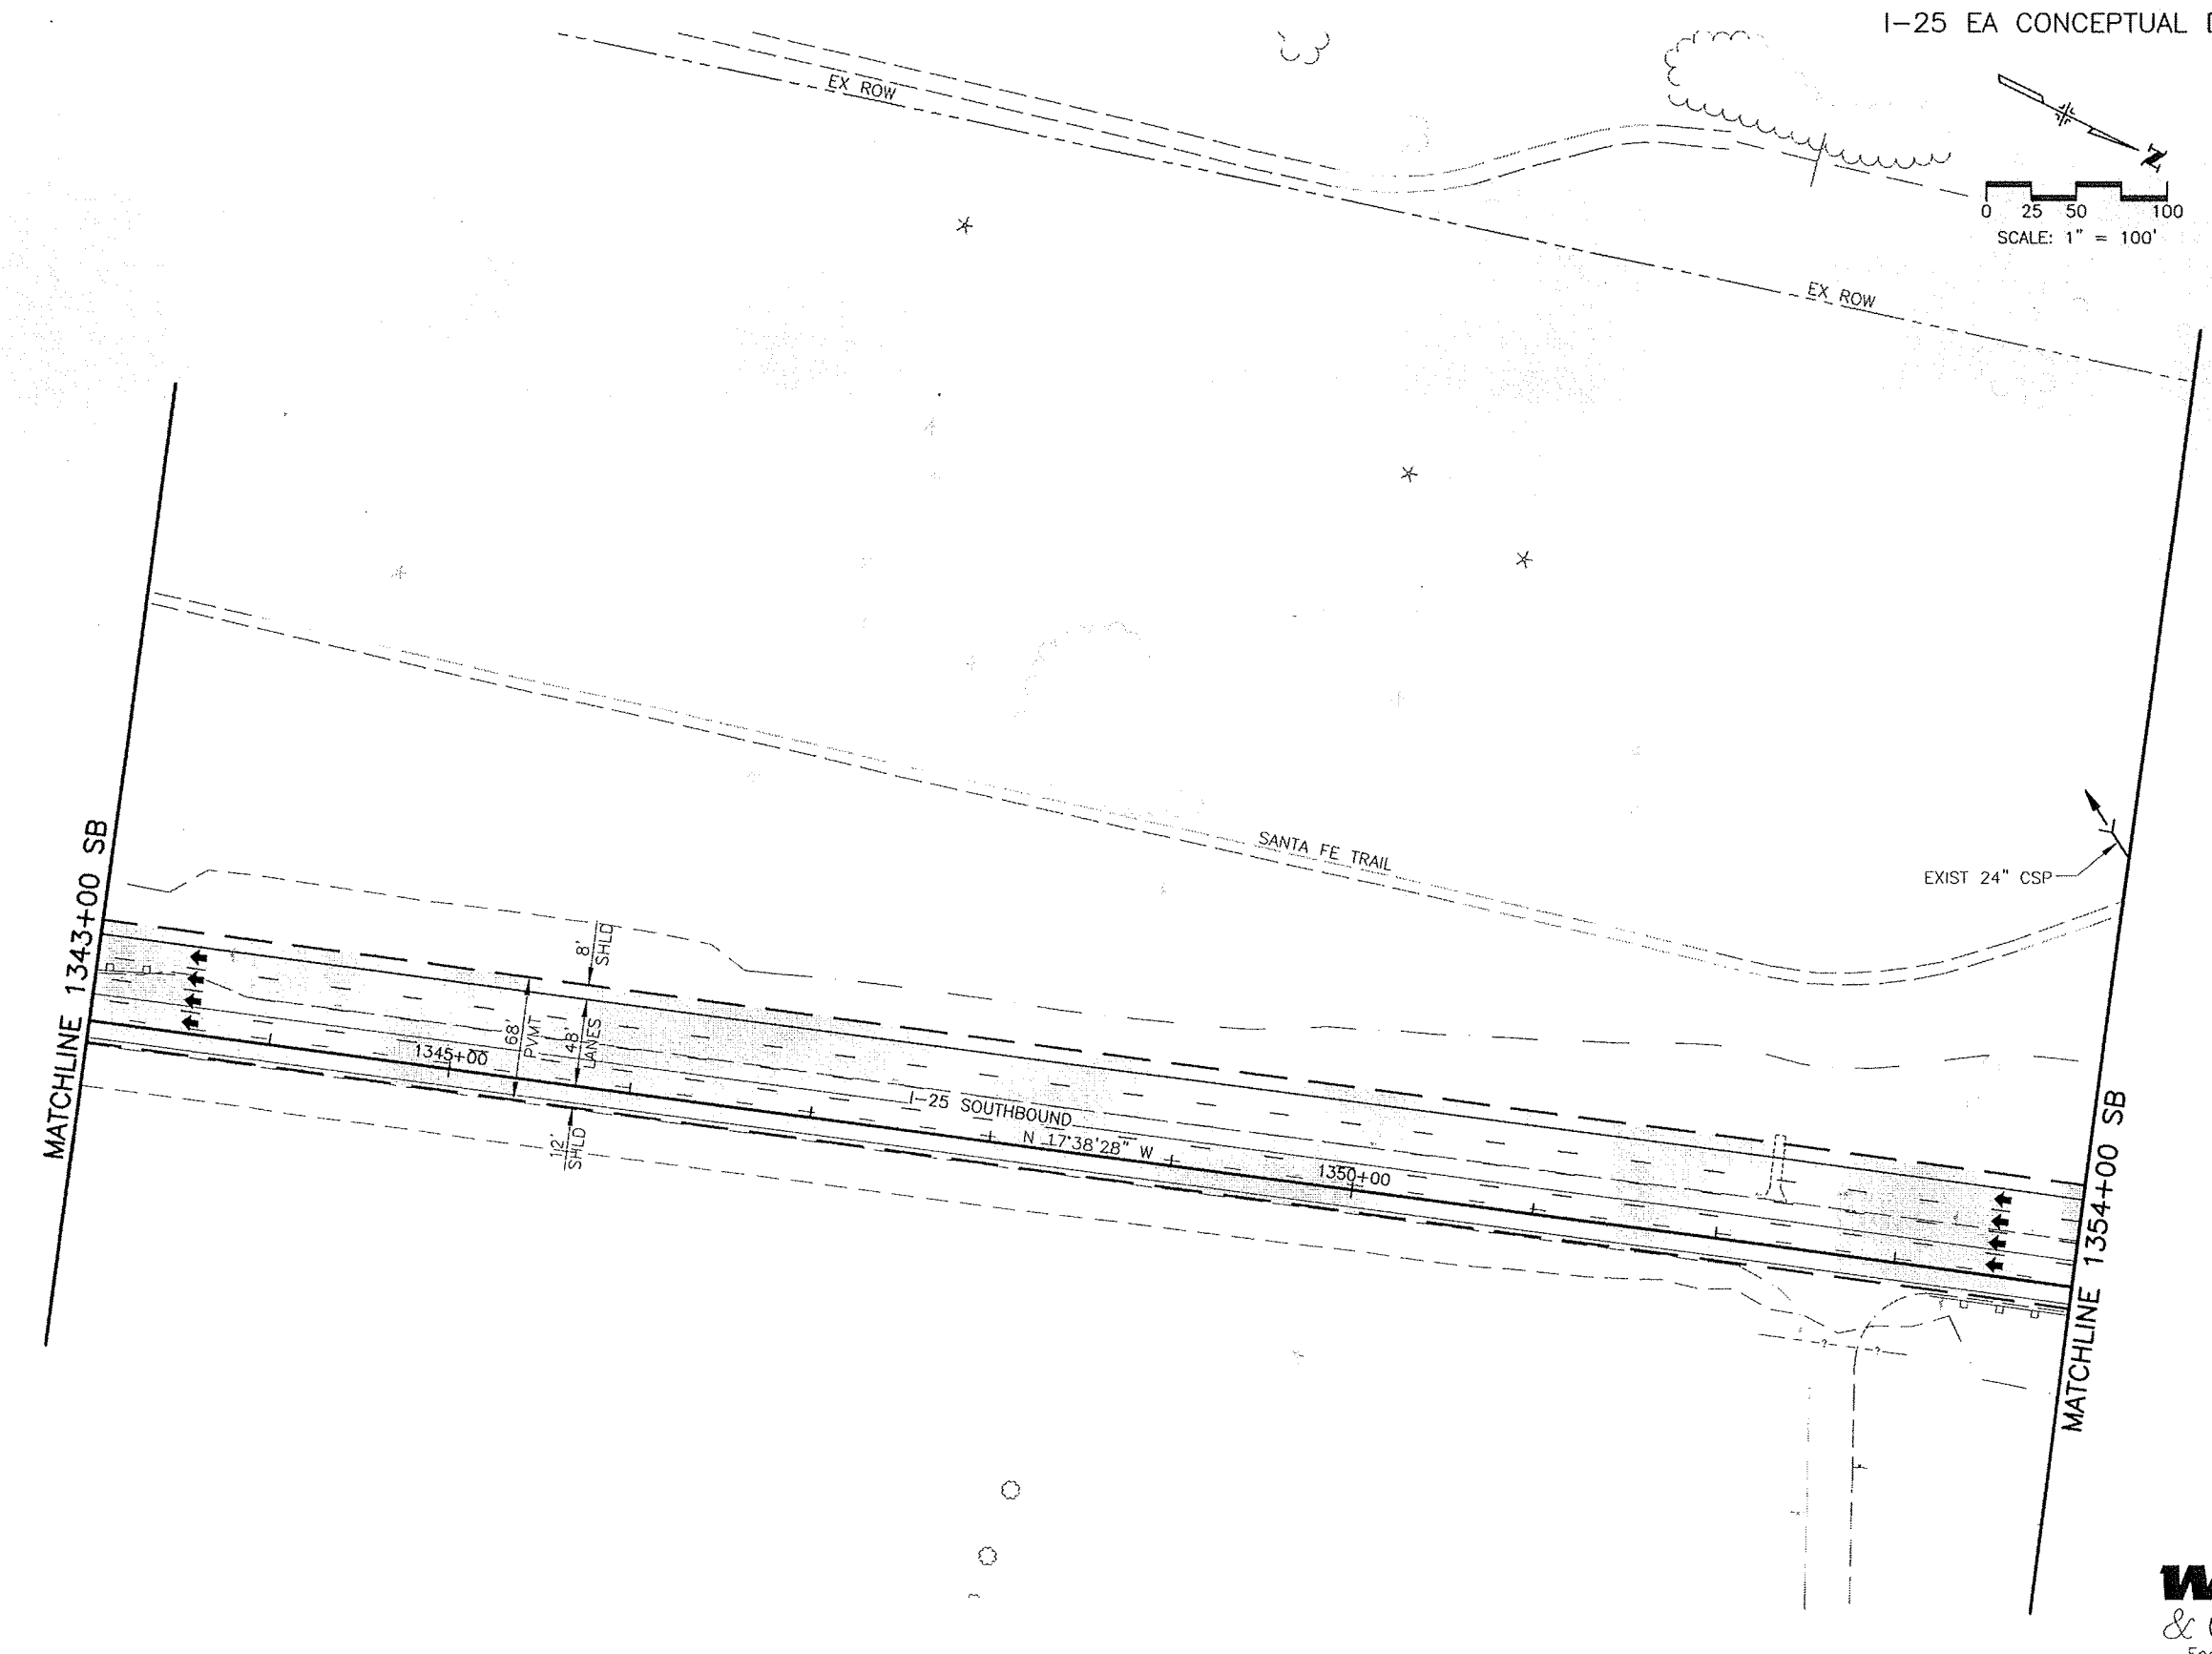 I-25 EA CONCEPTUAL
EX ROW
N
0 25 50 100
SCALE: 1" = 100'
EX ROW
SANTA FE TRAIL
EXIST 24" CSP
MATCHLINE 1343+00 SB
8'
SHLD
68'
PVMT
48'
LANES
1345+00
I-25 SOUTHBOUND
N 17°38'28" W
12'
SHLD
1350+00
MATCHLINE 1354+00 SB
?
?
&